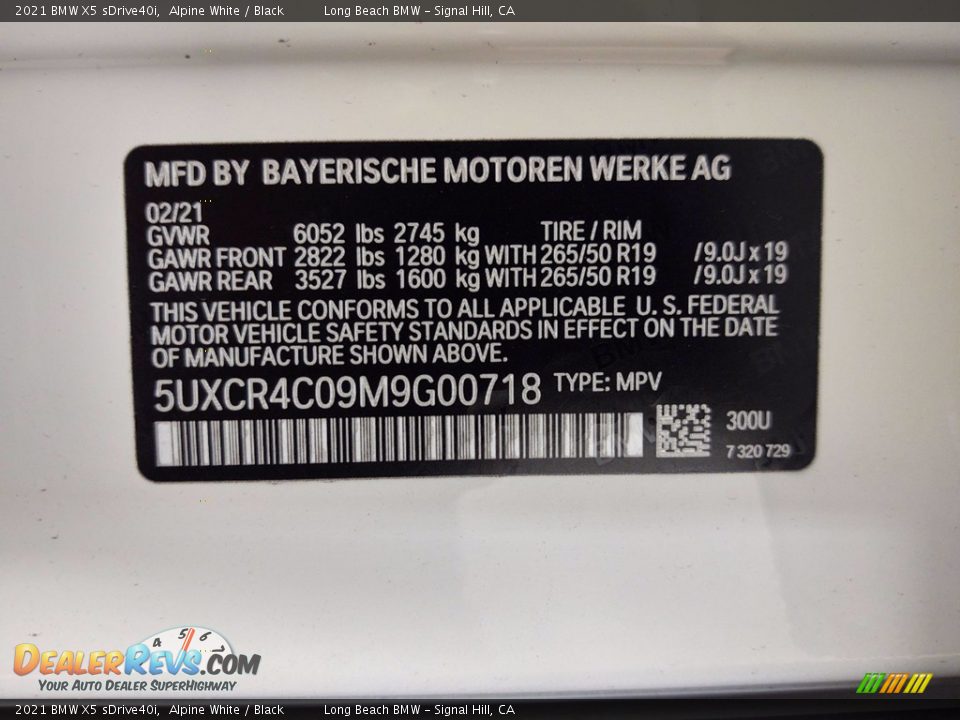 2021 BMW X5 sDrive40i, Alpine White / Black Long Beach BMW - Signal Hill, CA
MFD BY BAYERISCHE MOTOREN WERKE AG
02/21
GVWR 6052 lbs 2745 kg TIRE / RIM
GAWR FRONT 2822 lbs 1280 kg WITH 265/50 R19 /9.0J x 19
GAWR REAR 3527 lbs 1600 kg WITH 265/50 R19 /9.0J x 19
THIS VEHICLE CONFORMS TO ALL APPLICABLE U. S. FEDERAL
MOTOR VEHICLE SAFETY STANDARDS IN EFFECT ON THE DATE
OF MANUFACTURE SHOWN ABOVE.
5UXCR4C09M9G00718 TYPE: MPV
300U
7 320 729
4 5 6
DEALERREVS.COM
YOUR AUTO DEALER SUPERHIGHWAY
2021 BMW X5 sDrive40i, Alpine White / Black Long Beach BMW - Signal Hill, CA